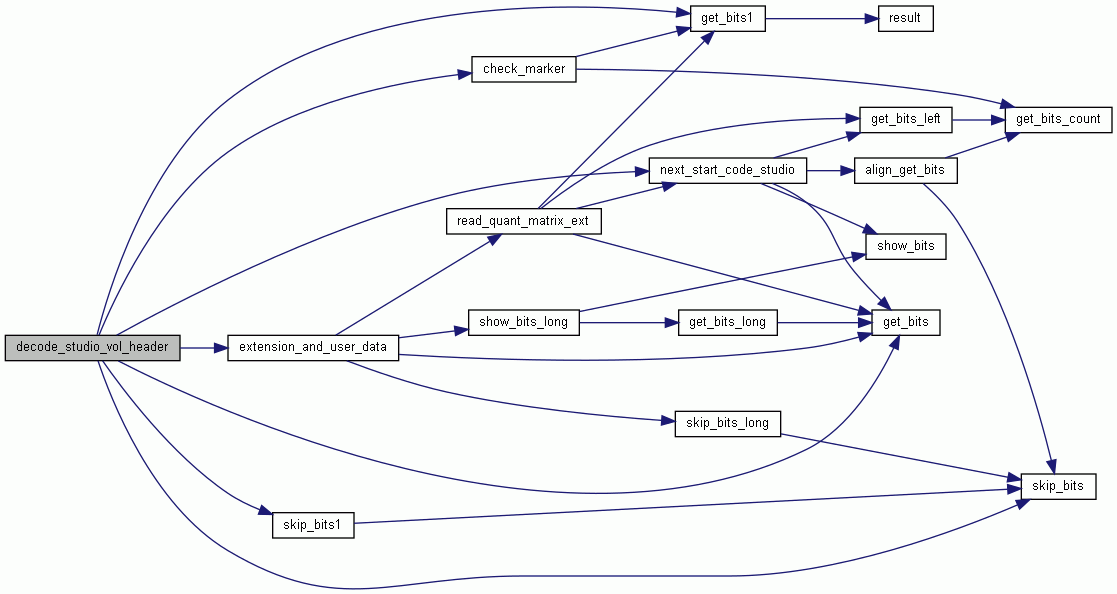 get_bits1
result
check_marker
get_bits_left
get_bits_count
next_start_code_studio
align_get_bits
read_quant_matrix_ext
show_bits
show_bits_long
get_bits_long
get_bits
decode_studio_vol_header
extension_and_user_data
skip_bits_long
skip_bits
skip_bits1